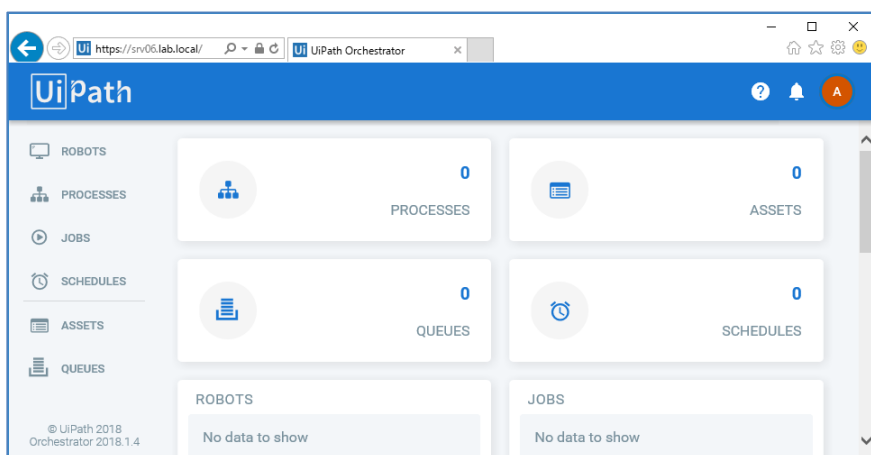 https://srv06.lab.local/
UiPath Orchestrator
UiPath
A
ROBOTS
PROCESSES
JOBS
SCHEDULES
ASSETS
QUEUES
© UiPath 2018
Orchestrator 2018.1.4
0
PROCESSES
0
ASSETS
0
QUEUES
0
SCHEDULES
ROBOTS
No data to show
JOBS
No data to show